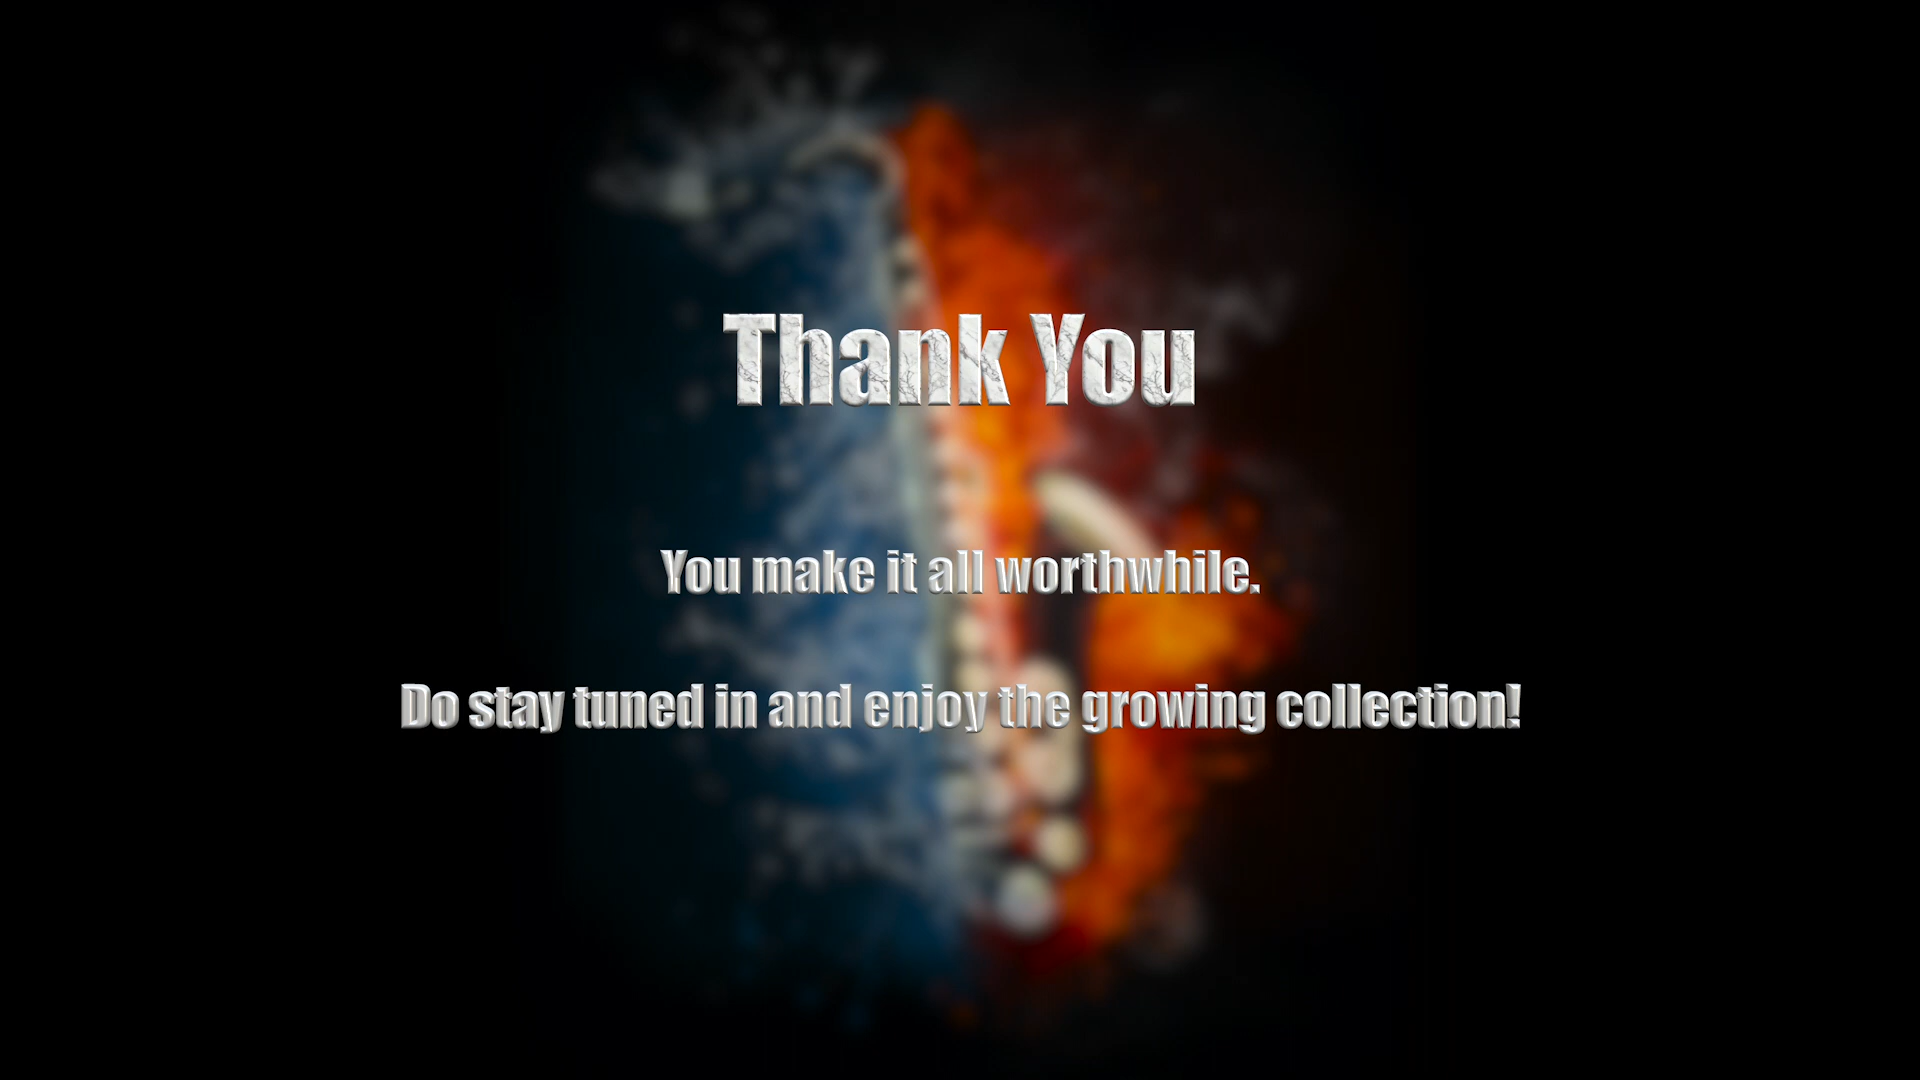 Thank You
You make it all worthwhile.
Do stay tuned in and enjoy the growing collection!